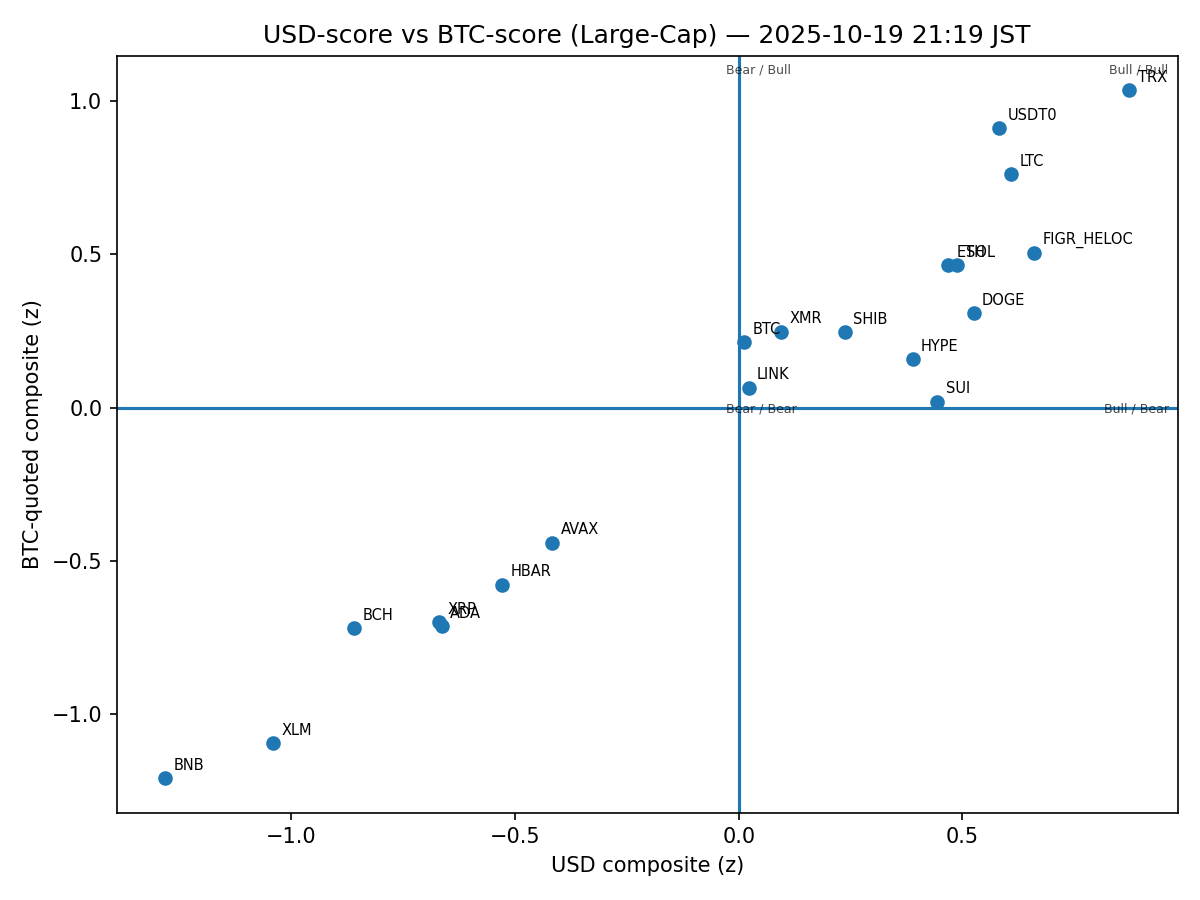 USD-score vs BTC-score (Large-Cap) — 2025-10-19 21:19 JST
Bear / Bull
Bull / Bull
TRX
1.0
USDT0
LTC
FIGR_HELOC
0.5
ETH
SOL
DOGE
XMR
SHIB
BTC
HYPE
LINK
SUI
0.0
Bear / Bear
Bull / Bear
AVAX
−0.5
HBAR
XRP
ADA
BCH
−1.0
XLM
BNB
−1.0
−0.5
0.0
0.5
USD composite (z)
BTC-quoted composite (z)